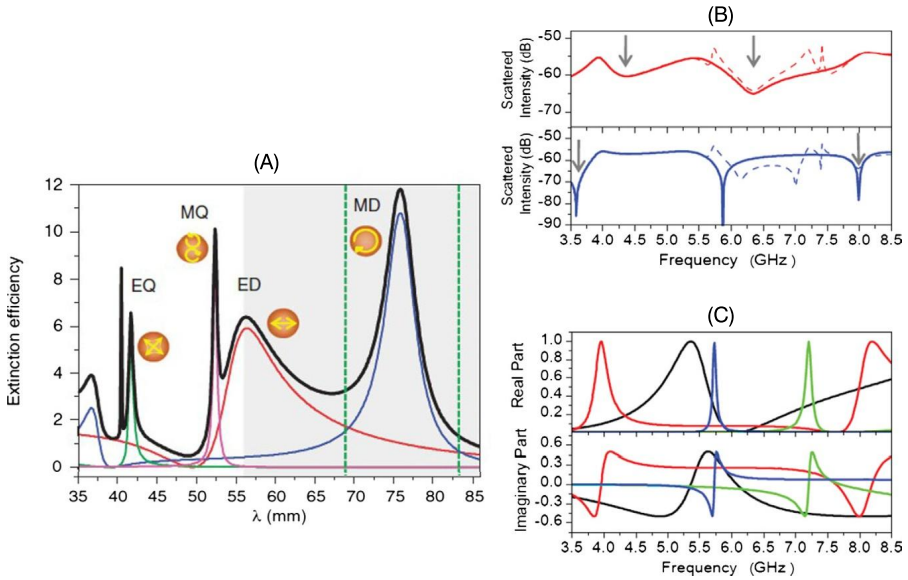 (A)
12
10
8
6
4
2
0
Extinction efficiency
EQ
MQ
ED
MD
35 40 45 50 55 60 65 70 75 80 85
λ (mm)
(B)
-50
-60
-70
Scattered
Intensity (dB)
-50
-60
-70
-80
-90
Scattered
Intensity (dB)
3.5 4.0 4.5 5.0 5.5 6.0 6.5 7.0 7.5 8.0 8.5
Frequency (GHz )
(C)
1.0
0.8
0.6
0.4
0.2
Real Part
0.6
0.3
0.0
-0.3
-0.6
Imaginary Part
3.5 4.0 4.5 5.0 5.5 6.0 6.5 7.0 7.5 8.0 8.5
Frequency (GHz )